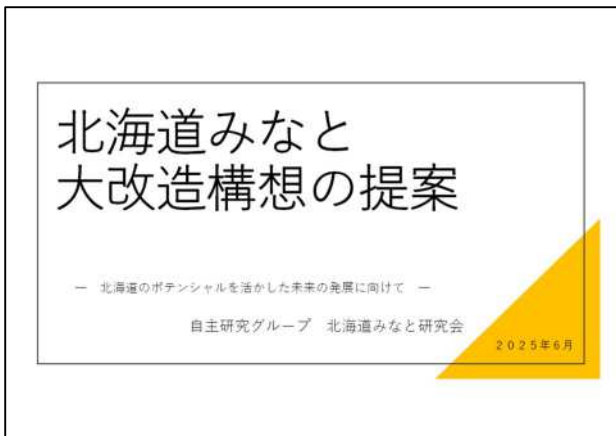 北海道みなと
大改造構想の提案
― 北海道のポテンシャルを活かした未来の発展に向けて ―
自主研究グループ 北海道みなと研究会
2025年6月